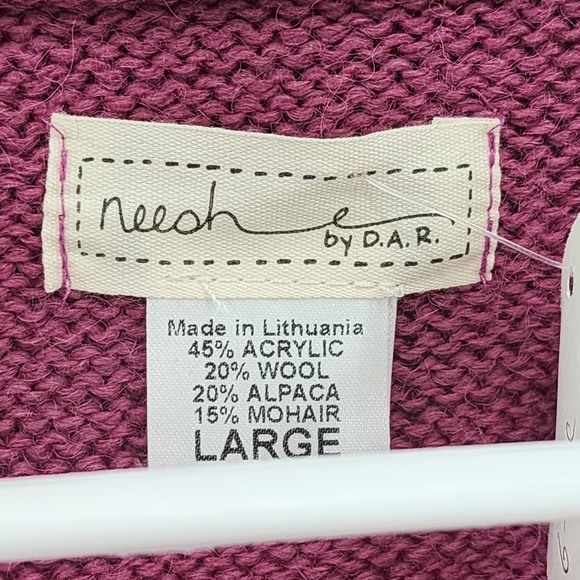 neesh
by D.A.R.
Made in Lithuania
45% ACRYLIC
20% WOOL
20% ALPACA
15% MOHAIR
LARGE